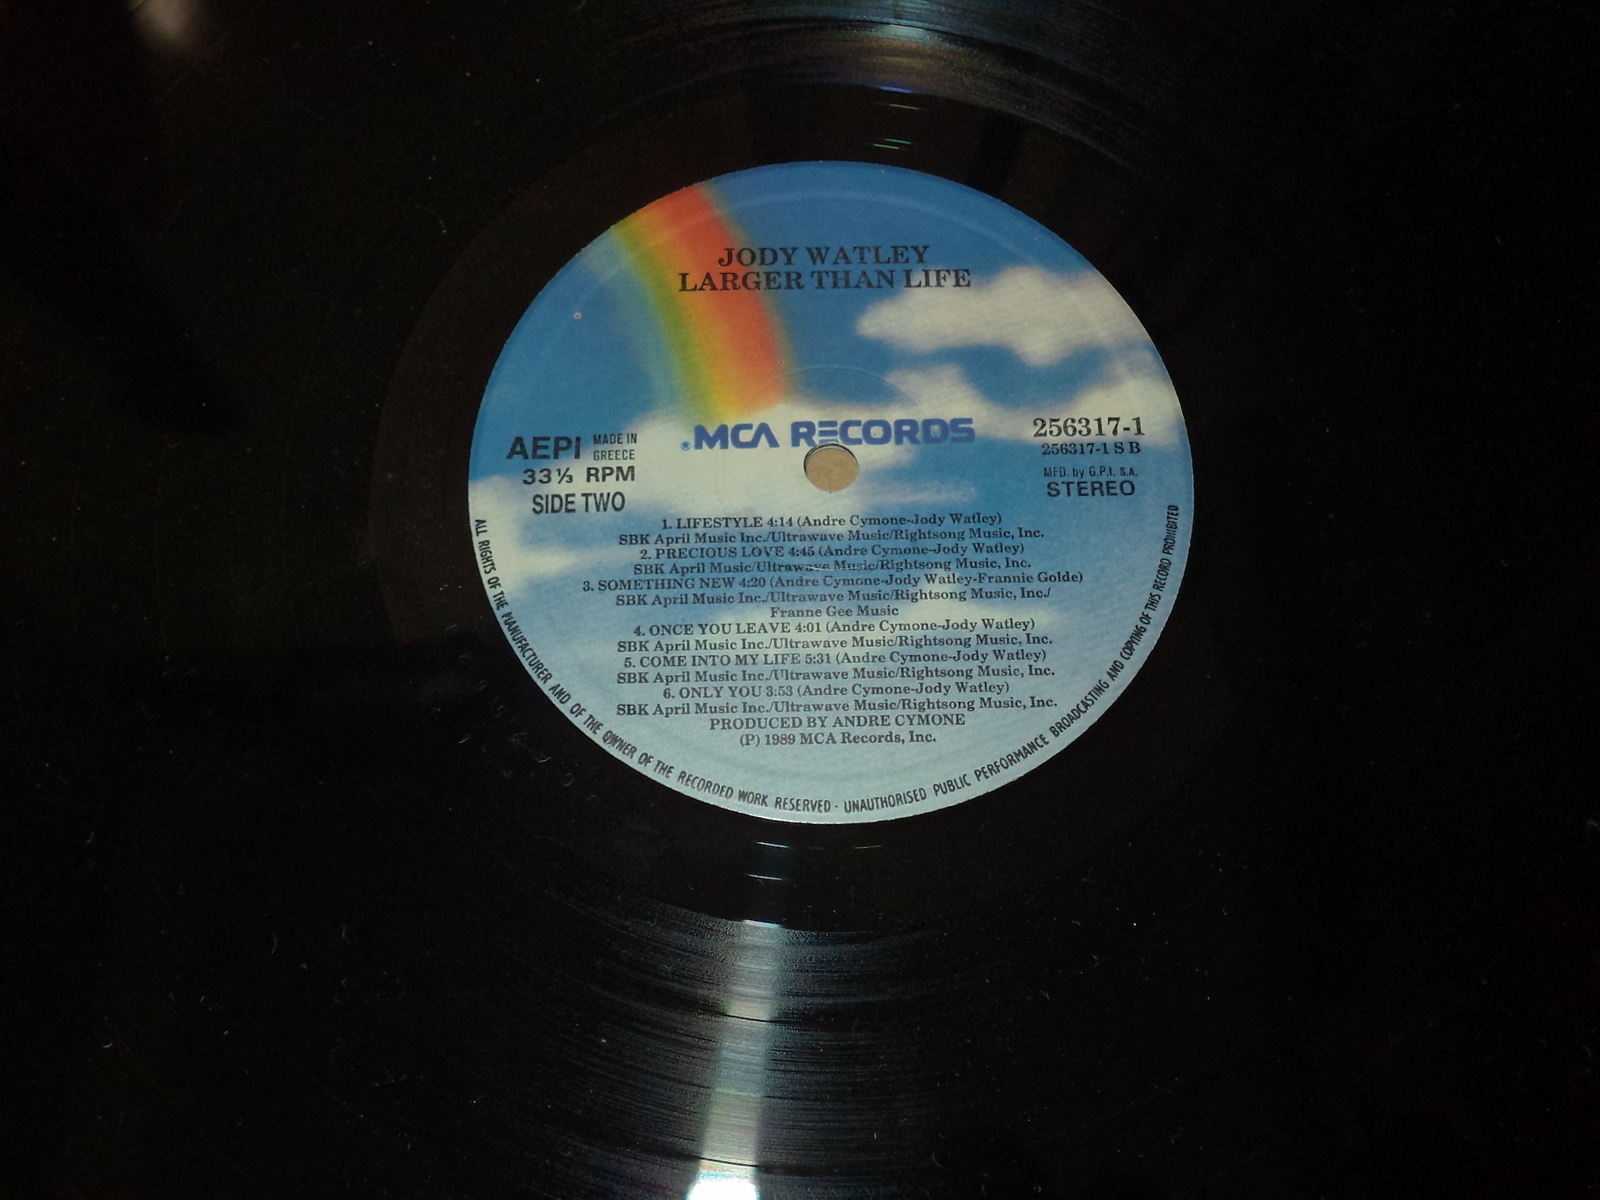 JODY WATLEY
LARGER THAN LIFE
®MCA RECORDS
AEPI MADE IN GREECE
33⅓ RPM
SIDE TWO
256317-1
256317-1 S B
MFD. by G.P.I. S.A.
STEREO
1. LIFESTYLE 4:14 (Andre Cymone-Jody Watley)
SBK April Music Inc./Ultrawave Music/Rightsong Music, Inc.
2. PRECIOUS LOVE 4:45 (Andre Cymone-Jody Watley)
SBK April Music/Ultrawave Music/Rightsong Music, Inc.
3. SOMETHING NEW 4:20 (Andre Cymone-Jody Watley-Frannie Golde)
SBK April Music Inc./Ultrawave Music/Rightsong Music, Inc./
Franne Gee Music
4. ONCE YOU LEAVE 4:01 (Andre Cymone-Jody Watley)
SBK April Music Inc./Ultrawave Music/Rightsong Music, Inc.
5. COME INTO MY LIFE 5:31 (Andre Cymone-Jody Watley)
SBK April Music Inc./Ultrawave Music/Rightsong Music, Inc.
6. ONLY YOU 3:53 (Andre Cymone-Jody Watley)
SBK April Music Inc./Ultrawave Music/Rightsong Music, Inc.
PRODUCED BY ANDRE CYMONE
(P) 1989 MCA Records, Inc.
ALL RIGHTS OF THE MANUFACTURER AND OF THE OWNER OF THE RECORDED WORK RESERVED · UNAUTHORISED PUBLIC PERFORMANCE BROADCASTING AND COPYING OF THIS RECORD PROHIBITED